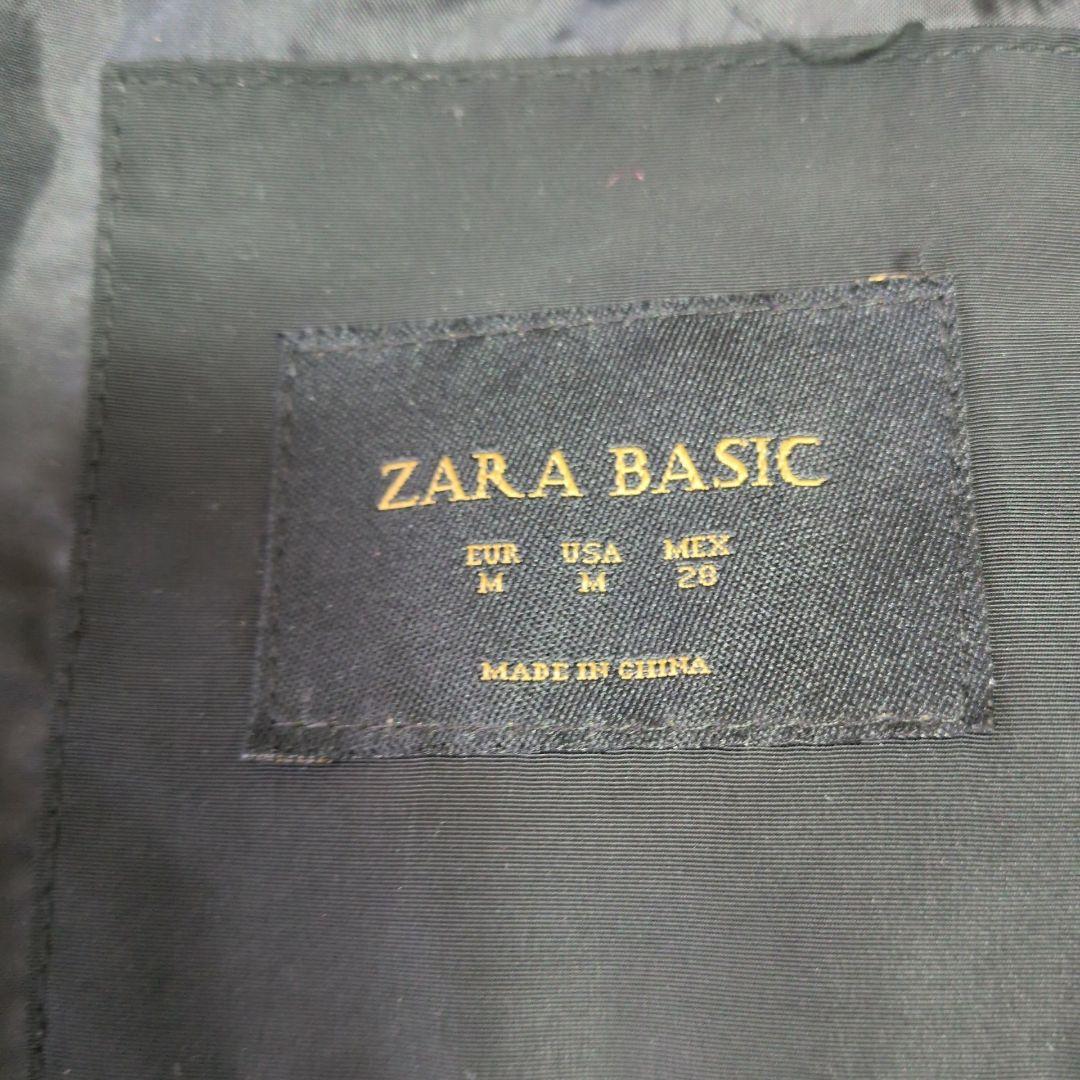 ZARA BASIC
EUR USA MEX
M M 28
MADE IN CHINA